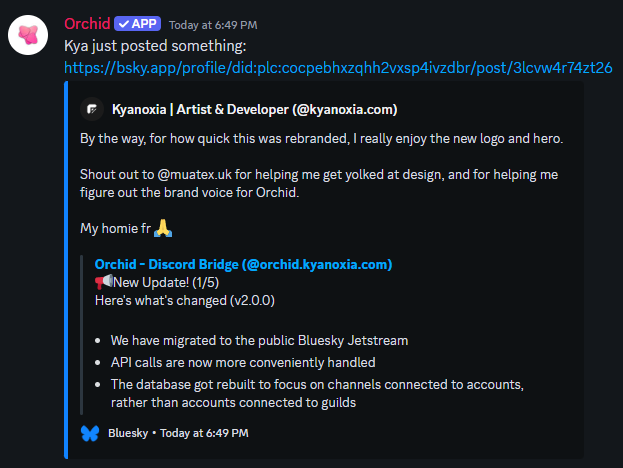 Orchid ✓ APP Today at 6:49 PM
Kya just posted something:
https://bsky.app/profile/did:plc:cocpebhxzqhh2vxsp4ivzdbr/post/3lcvw4r74zt26
Kyanoxia | Artist & Developer (@kyanoxia.com)
By the way, for how quick this was rebranded, I really enjoy the new logo and hero.
Shout out to @muatex.uk for helping me get yolked at design, and for helping me
figure out the brand voice for Orchid.
My homie fr 🙏
Orchid - Discord Bridge (@orchid.kyanoxia.com)
📢New Update! (1/5)
Here's what's changed (v2.0.0)
• We have migrated to the public Bluesky Jetstream
• API calls are now more conveniently handled
• The database got rebuilt to focus on channels connected to accounts,
rather than accounts connected to guilds
Bluesky • Today at 6:49 PM